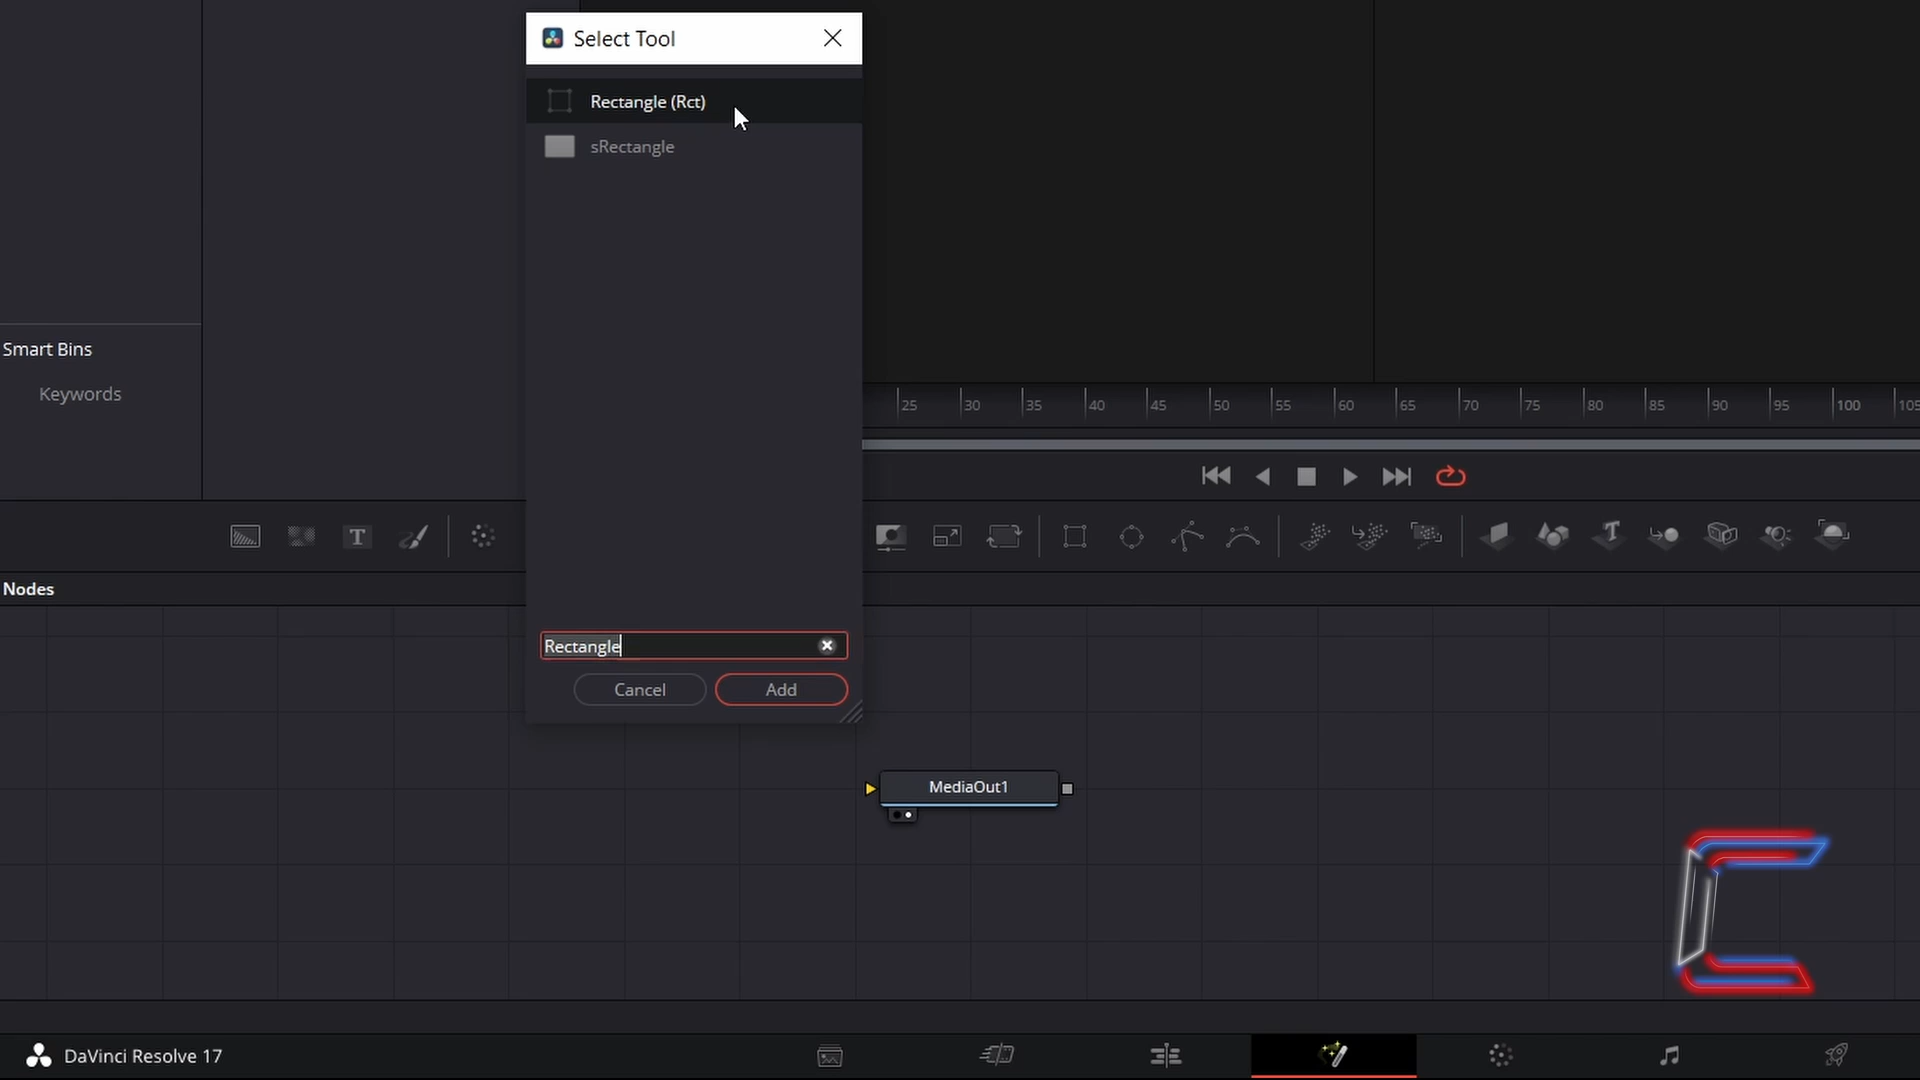 Select Tool
Rectangle (Rct)
sRectangle
Smart Bins
Keywords
25 30 35 40 45 50 55 60 65 70 75 80 85 90 95 100 105
T
Nodes
Rectangle
Cancel Add
MediaOut1
DaVinci Resolve 17